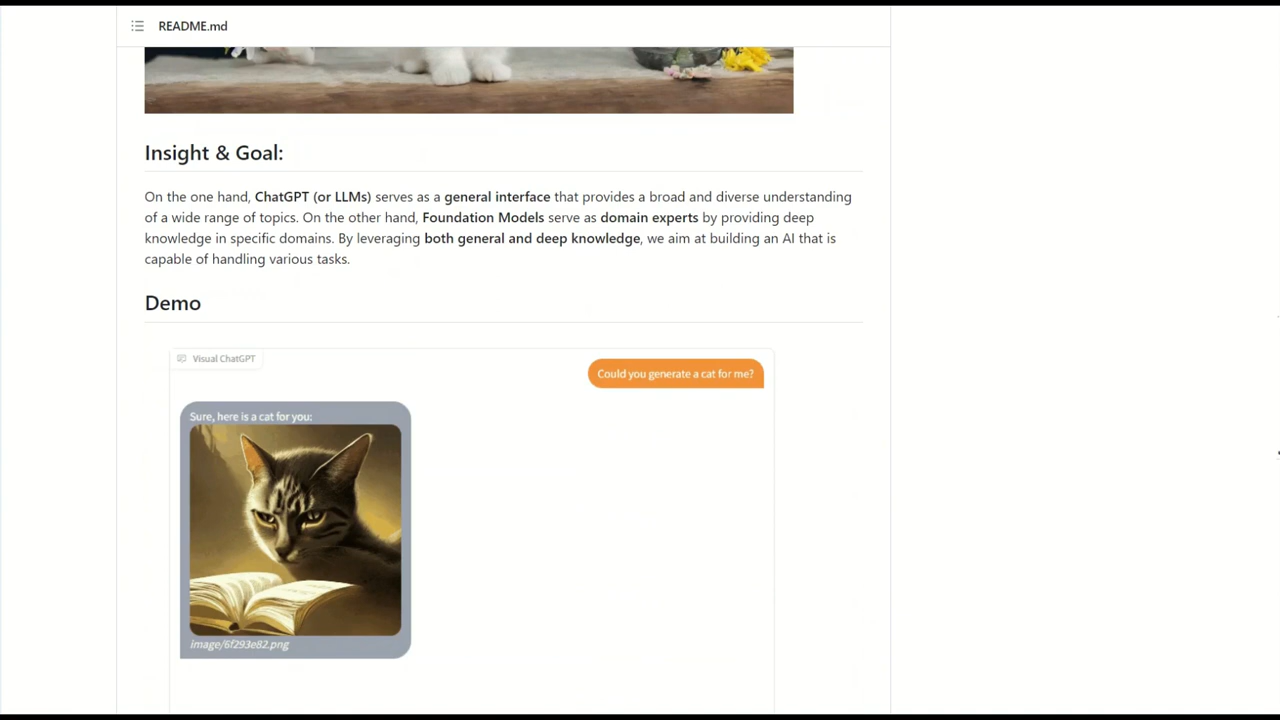 README.md
Insight & Goal:
On the one hand, ChatGPT (or LLMs) serves as a general interface that provides a broad and diverse understanding
of a wide range of topics. On the other hand, Foundation Models serve as domain experts by providing deep
knowledge in specific domains. By leveraging both general and deep knowledge, we aim at building an AI that is
capable of handling various tasks.
Demo
Visual ChatGPT
Could you generate a cat for me?
Sure, here is a cat for you:
image/6f293e82.png